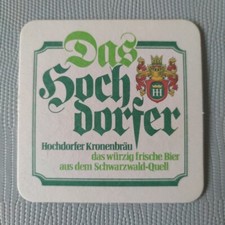 Das
Hoch
dorfer
H
Hochdorfer Kronenbräu
das würzig frische Bier
aus dem Schwarzwald-Quell